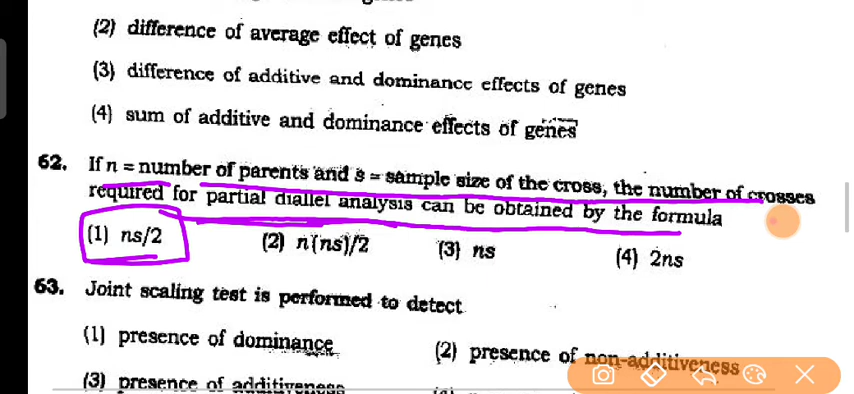 (2) difference of average effect of genes
(3) difference of additive and dominance effects of genes
(4) sum of additive and dominance effects of genes
62. If n = number of parents and s = sample size of the cross, the number of crosses
required for partial diallel analysis can be obtained by the formula
(1) ns/2 (2) n(ns)/2 (3) ns (4) 2ns
63. Joint scaling test is performed to detect
(1) presence of dominance (2) presence of non-additiveness
(3) presence of additiveness